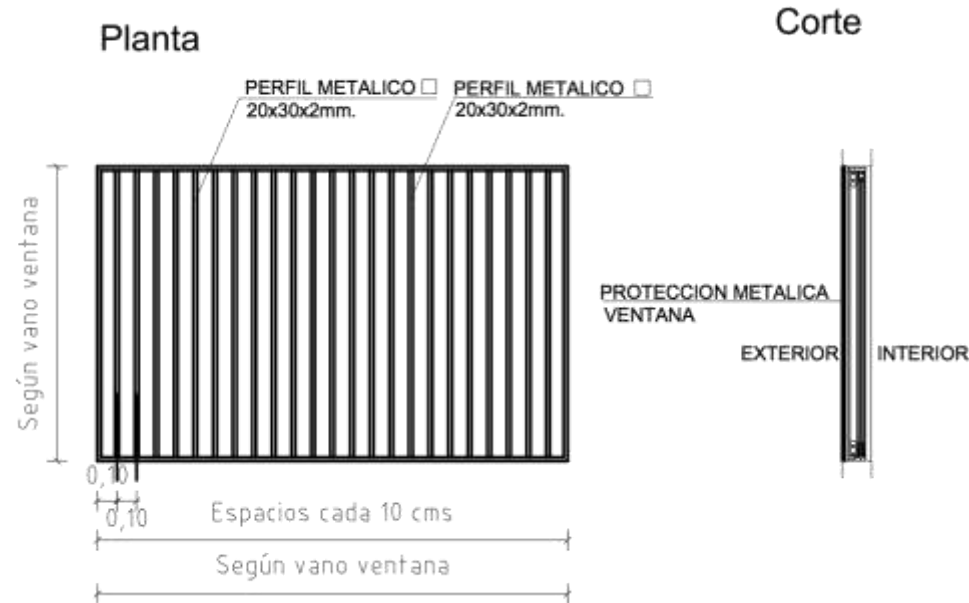 Planta
Corte
PERFIL METALICO □
20x30x2mm.
PERFIL METALICO □
20x30x2mm.
Según vano ventana
PROTECCION METALICA
VENTANA
EXTERIOR
INTERIOR
0,10
0,10
Espacios cada 10 cms
Según vano ventana